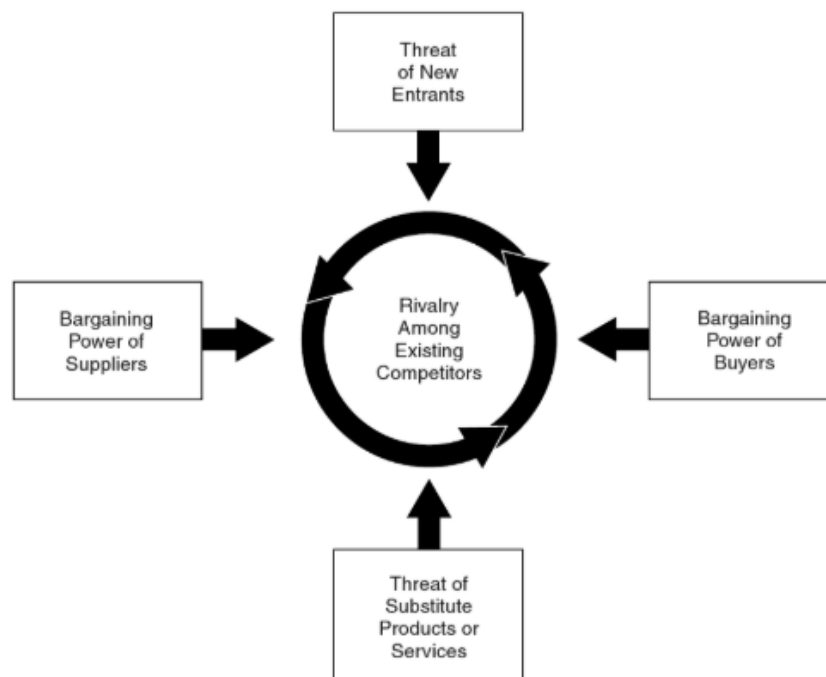 Threat
of New
Entrants
Bargaining
Power of
Suppliers
Rivalry
Among
Existing
Competitors
Bargaining
Power of
Buyers
Threat of
Substitute
Products or
Services